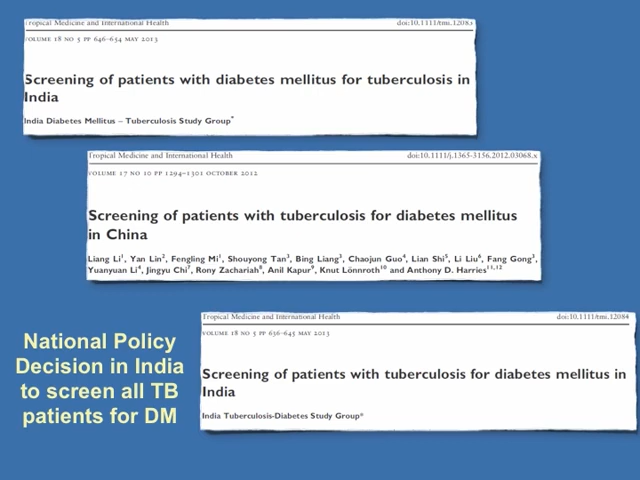 Tropical Medicine and International Health doi:10.1111/tmi.1208
VOLUME 18 NO 5 PP 646–654 MAY 2013
Screening of patients with diabetes mellitus for tuberculosis in
India
India Diabetes Mellitus – Tuberculosis Study Group*
Tropical Medicine and International Health doi:10.1111/j.1365-3156.2012.03068.x
VOLUME 17 NO 10 PP 1294–1301 OCTOBER 2012
Screening of patients with tuberculosis for diabetes mellitus
in China
Liang Li1, Yan Lin2, Fengling Mi1, Shouyong Tan3, Bing Liang3, Chaojun Guo4, Lian Shi5, Li Liu6, Fang Gong3,
Yuanyuan Li4, Jingyu Chi7, Rony Zachariah8, Anil Kapur9, Knut Lönnroth10 and Anthony D. Harries11,12
Tropical Medicine and International Health doi:10.1111/tmi.12084
VOLUME 18 NO 5 PP 636–645 MAY 2013
Screening of patients with tuberculosis for diabetes mellitus in
India
India Tuberculosis-Diabetes Study Group*
National Policy
Decision in India
to screen all TB
patients for DM